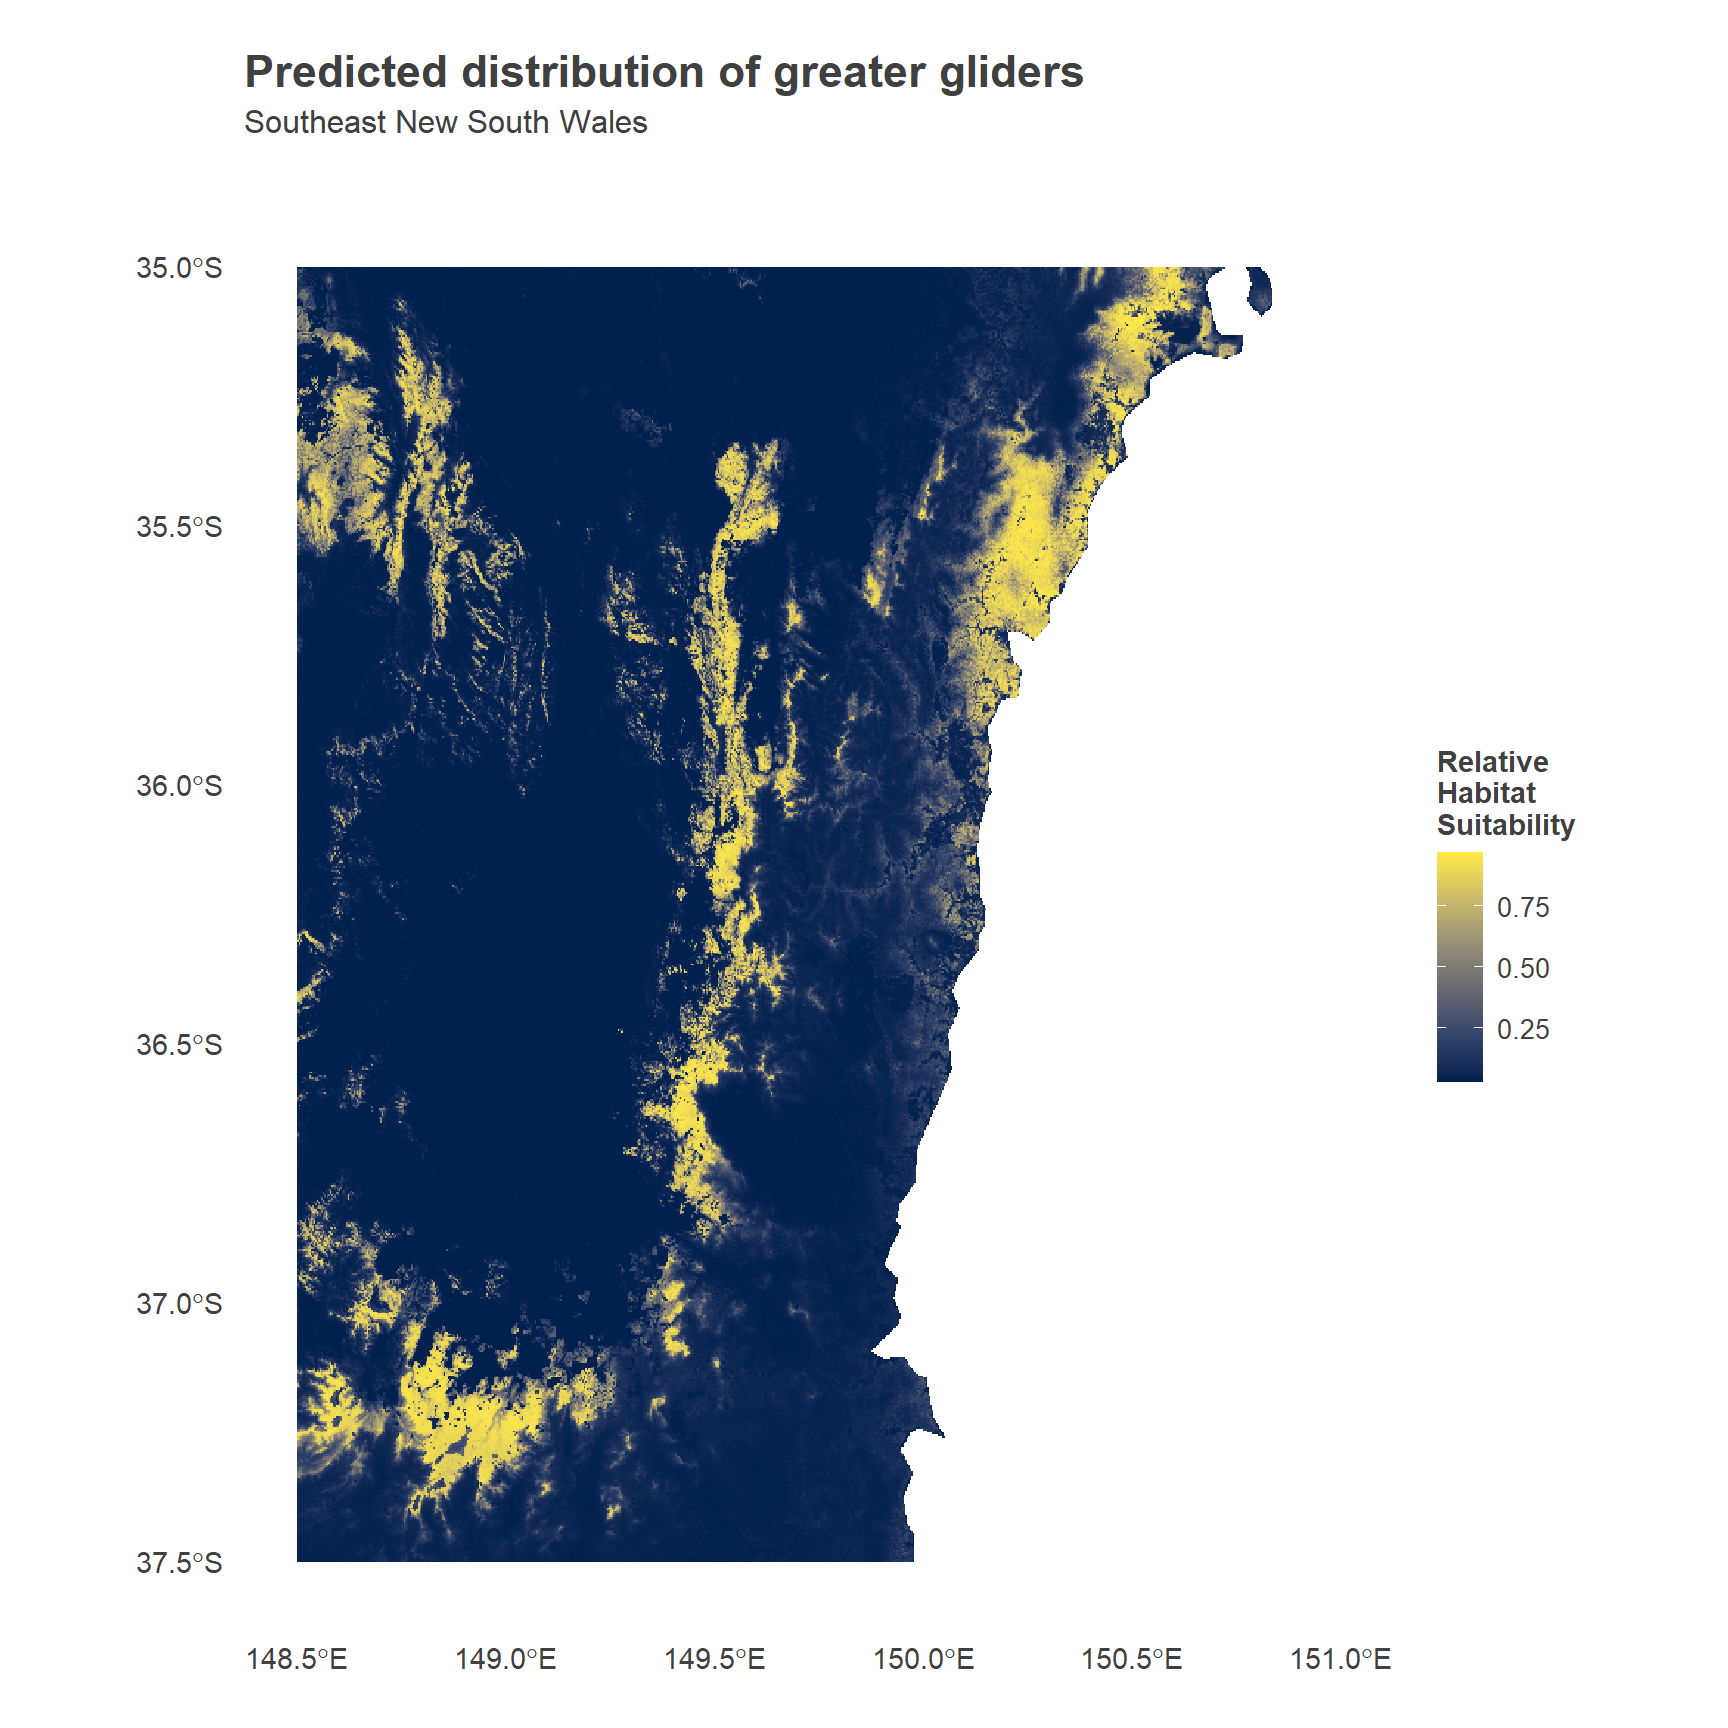 Predicted distribution of greater gliders
Southeast New South Wales
35.0°S
35.5°S
36.0°S
36.5°S
37.0°S
37.5°S
148.5°E
149.0°E
149.5°E
150.0°E
150.5°E
151.0°E
Relative
Habitat
Suitability
0.75
0.50
0.25